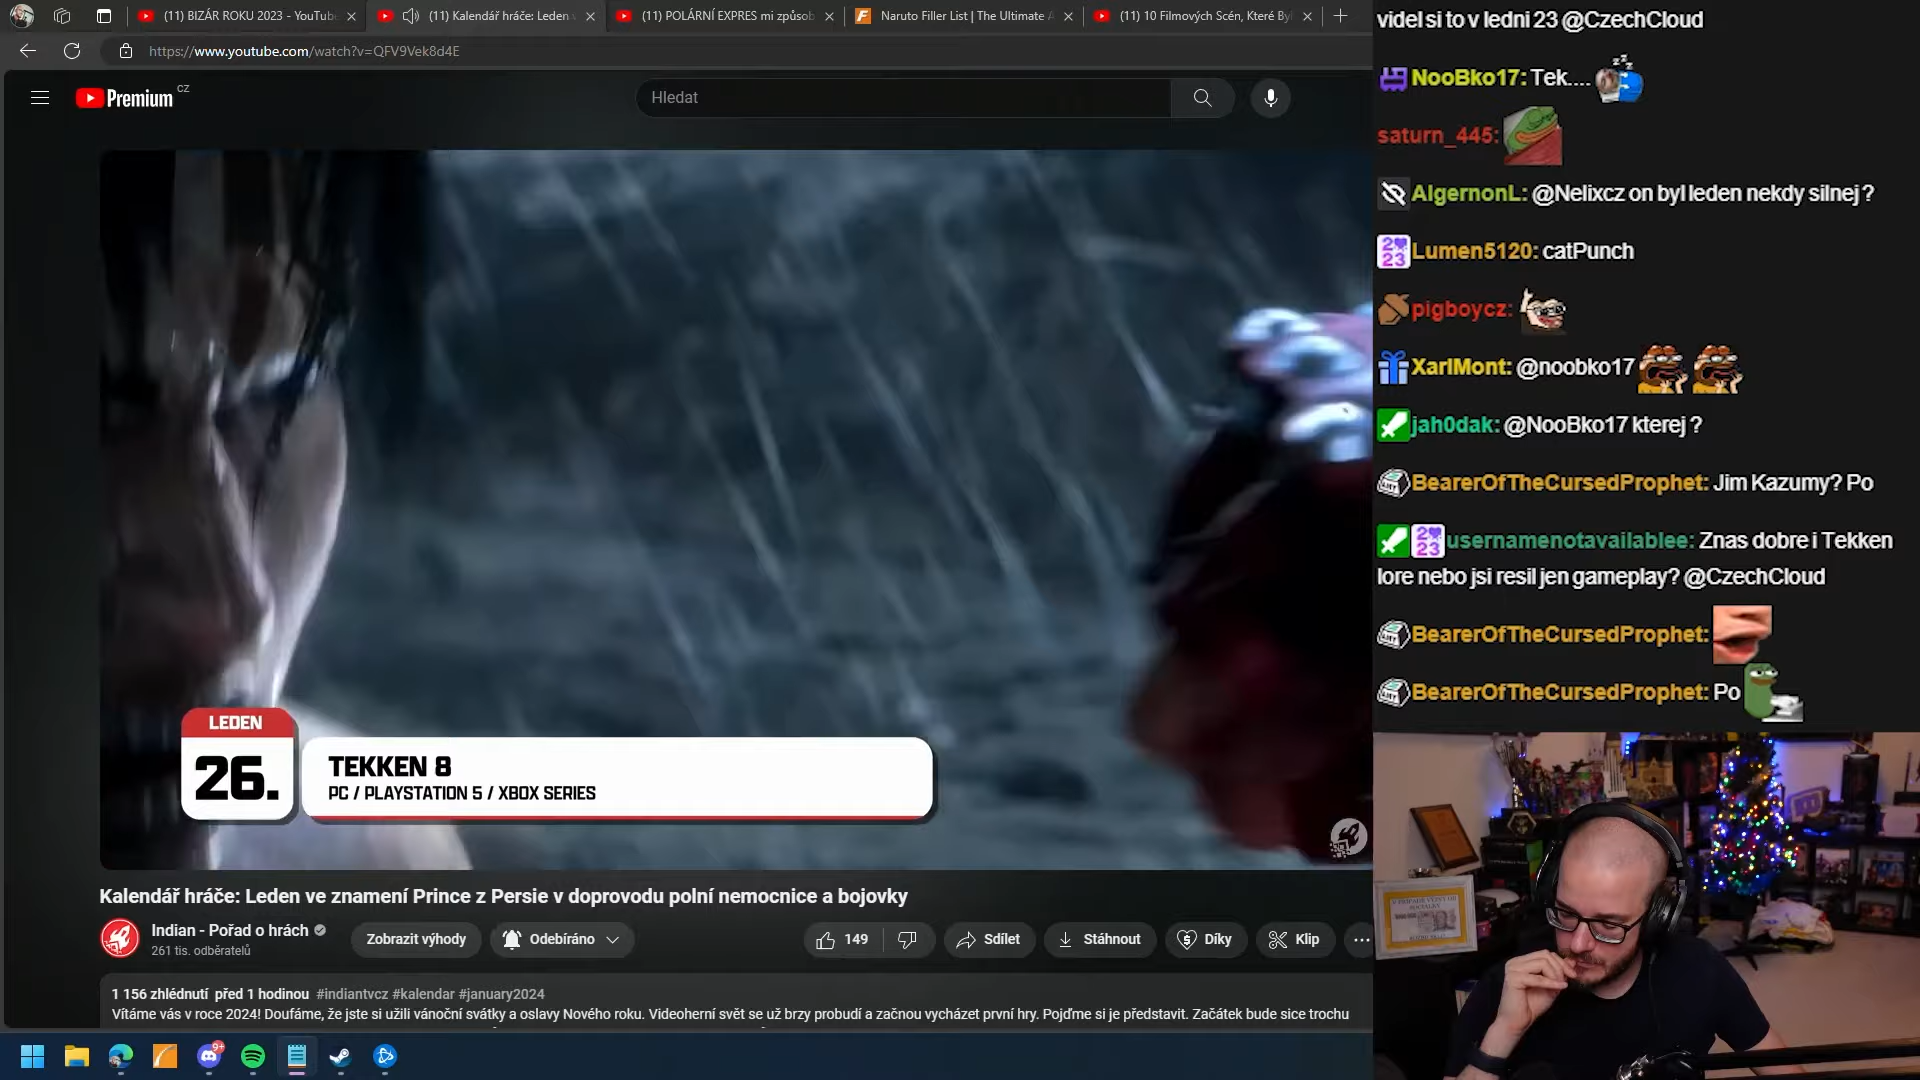 (11) BIZÁR ROKU 2023 - YouTube
(11) Kalendář hráče: Leden v
(11) POLÁRNÍ EXPRES mi způsob
Naruto Filler List | The Ultimate A
(11) 10 Filmových Scén, Které By
https://www.youtube.com/watch?v=QFV9Vek8d4E
Premium CZ
Hledat
LEDEN
26.
TEKKEN 8
PC / PLAYSTATION 5 / XBOX SERIES
Kalendář hráče: Leden ve znamení Prince z Persie v doprovodu polní nemocnice a bojovky
Indian - Pořad o hrách
261 tis. odběratelů
Zobrazit výhody
Odebíráno
149
Sdílet
Stáhnout
Díky
Klip
1 156 zhlédnutí před 1 hodinou #indiantvcz #kalendar #january2024
Vítáme vás v roce 2024! Doufáme, že jste si užili vánoční svátky a oslavy Nového roku. Videoherní svět se už brzy probudí a začnou vycházet první hry. Pojďme si je představit. Začátek bude sice trochu
9+
videl si to v ledni 23 @CzechCloud
NooBko17: Tek....
saturn_445:
AlgernonL: @Nelixcz on byl leden nekdy silnej ?
2 23 Lumen5120: catPunch
pigboycz:
XarlMont: @noobko17
jah0dak: @NooBko17 kterej ?
BearerOfTheCursedProphet: Jim Kazumy? Po
2 23 usernamenotavailablee: Znas dobre i Tekken
lore nebo jsi resil jen gameplay? @CzechCloud
BearerOfTheCursedProphet:
BearerOfTheCursedProphet: Po